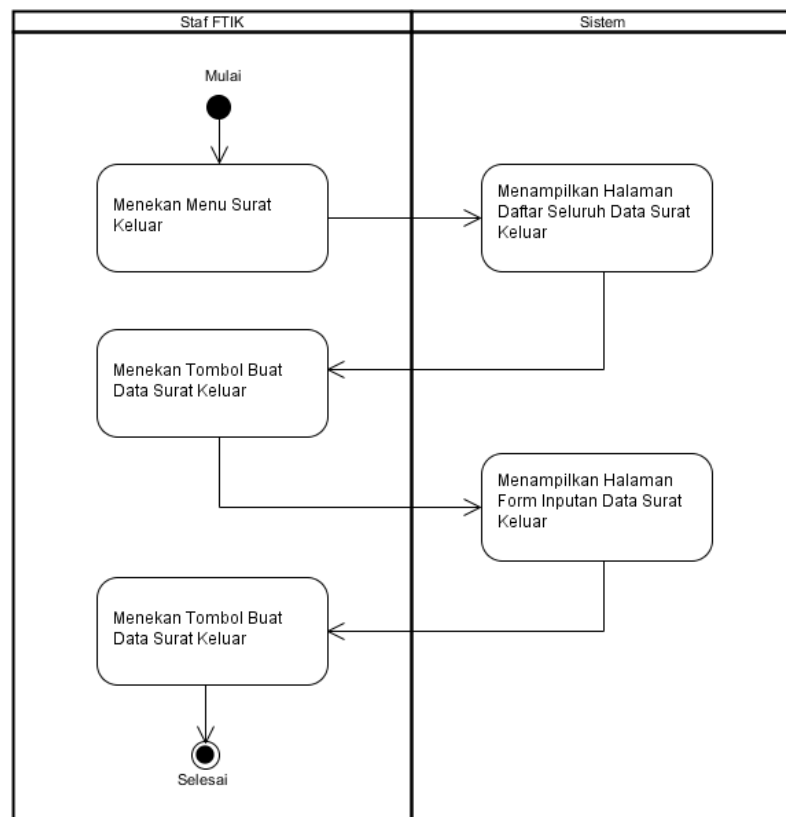 Staf FTIK
Sistem
Mulai
Menekan Menu Surat
Keluar
Menampilkan Halaman
Daftar Seluruh Data Surat
Keluar
Menekan Tombol Buat
Data Surat Keluar
Menampilkan Halaman
Form Inputan Data Surat
Keluar
Menekan Tombol Buat
Data Surat Keluar
Selesai